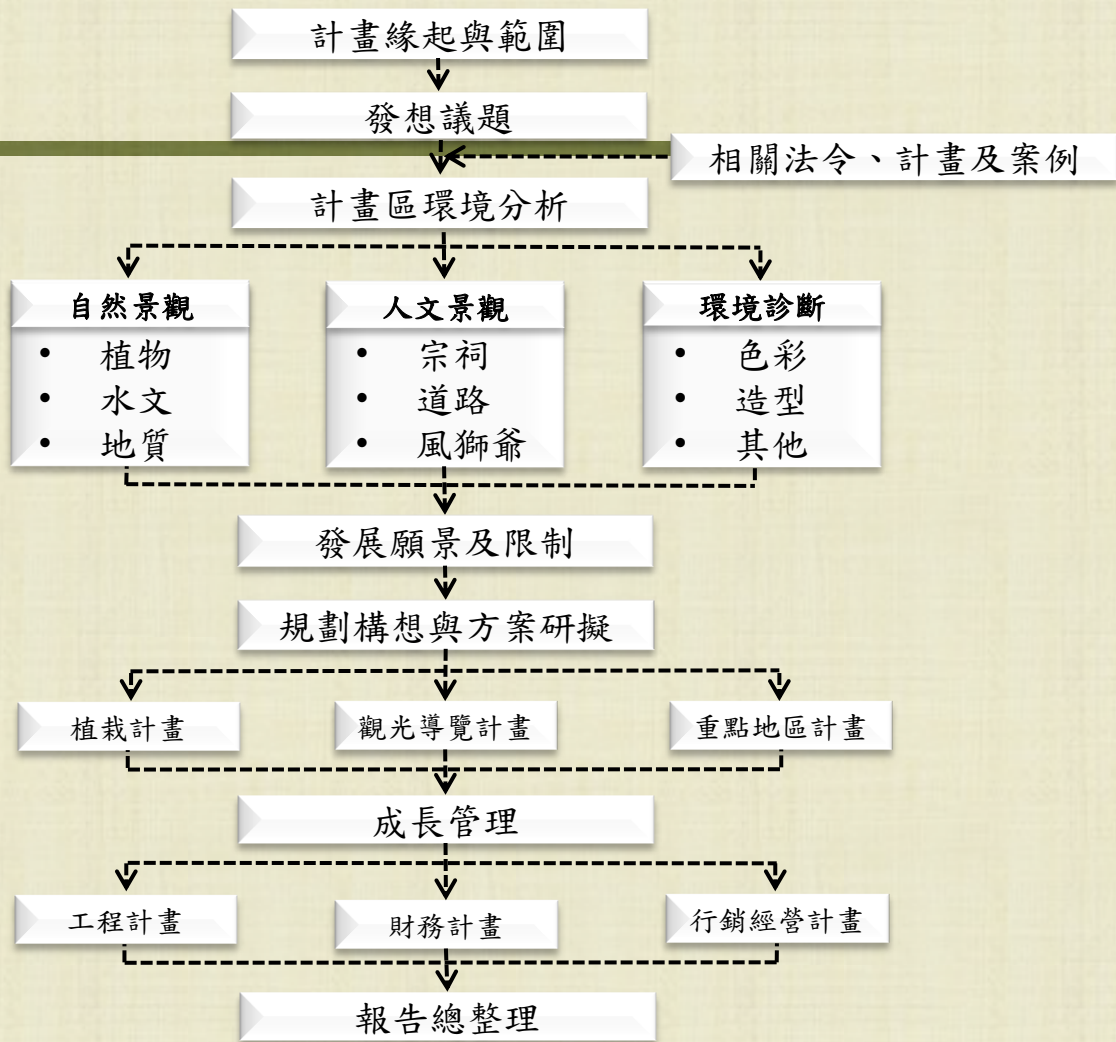 計畫緣起與範圍
發想議題
相關法令、計畫及案例
計畫區環境分析
自然景觀
• 植物
• 水文
• 地質
人文景觀
• 宗祠
• 道路
• 風獅爺
環境診斷
• 色彩
• 造型
• 其他
發展願景及限制
規劃構想與方案研擬
植栽計畫
觀光導覽計畫
重點地區計畫
成長管理
工程計畫
財務計畫
行銷經營計畫
報告總整理